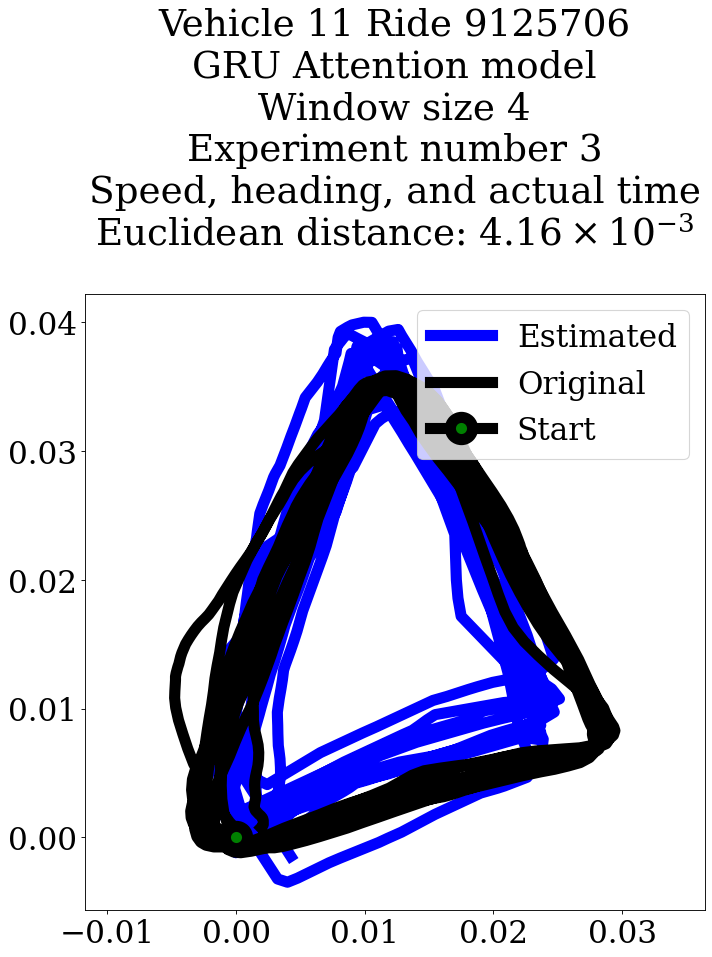 Vehicle 11 Ride 9125706
GRU Attention model
Window size 4
Experiment number 3
Speed, heading, and actual time
Euclidean distance: 4.16 × 10⁻³
0.04
0.03
0.02
0.01
0.00
Estimated
Original
Start
−0.01 0.00 0.01 0.02 0.03